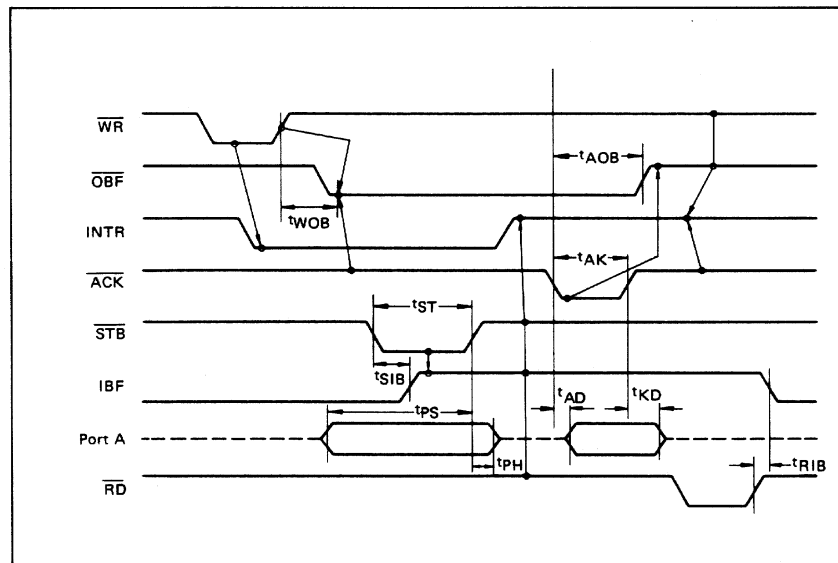 WR
OBF
INTR
ACK
STB
IBF
Port A
RD
tAOB
tWOB
tAK
tST
tSIB
tAD
tKD
tPS
tPH
tRIB